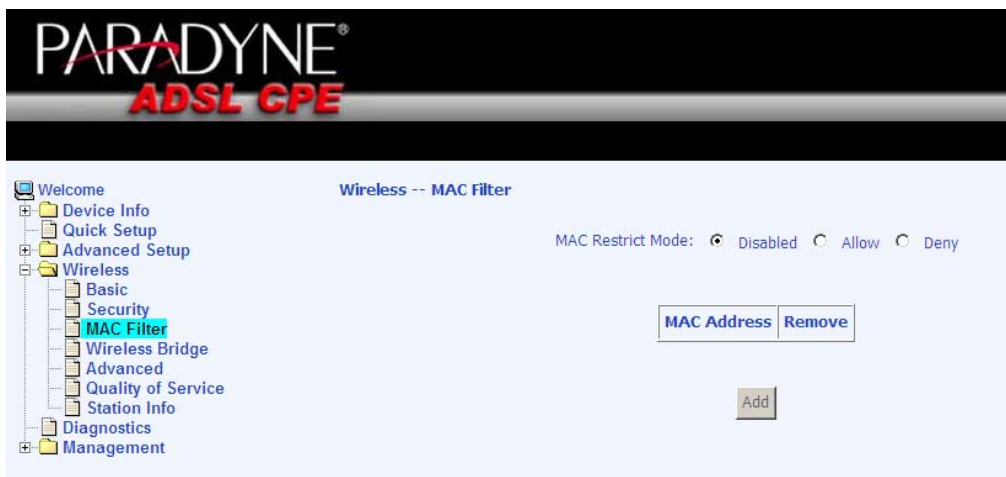 PARADYNE®
ADSL CPE
Welcome
Device Info
Quick Setup
Advanced Setup
Wireless
Basic
Security
MAC Filter
Wireless Bridge
Advanced
Quality of Service
Station Info
Diagnostics
Management
Wireless -- MAC Filter
MAC Restrict Mode: Disabled Allow Deny
MAC Address Remove
Add